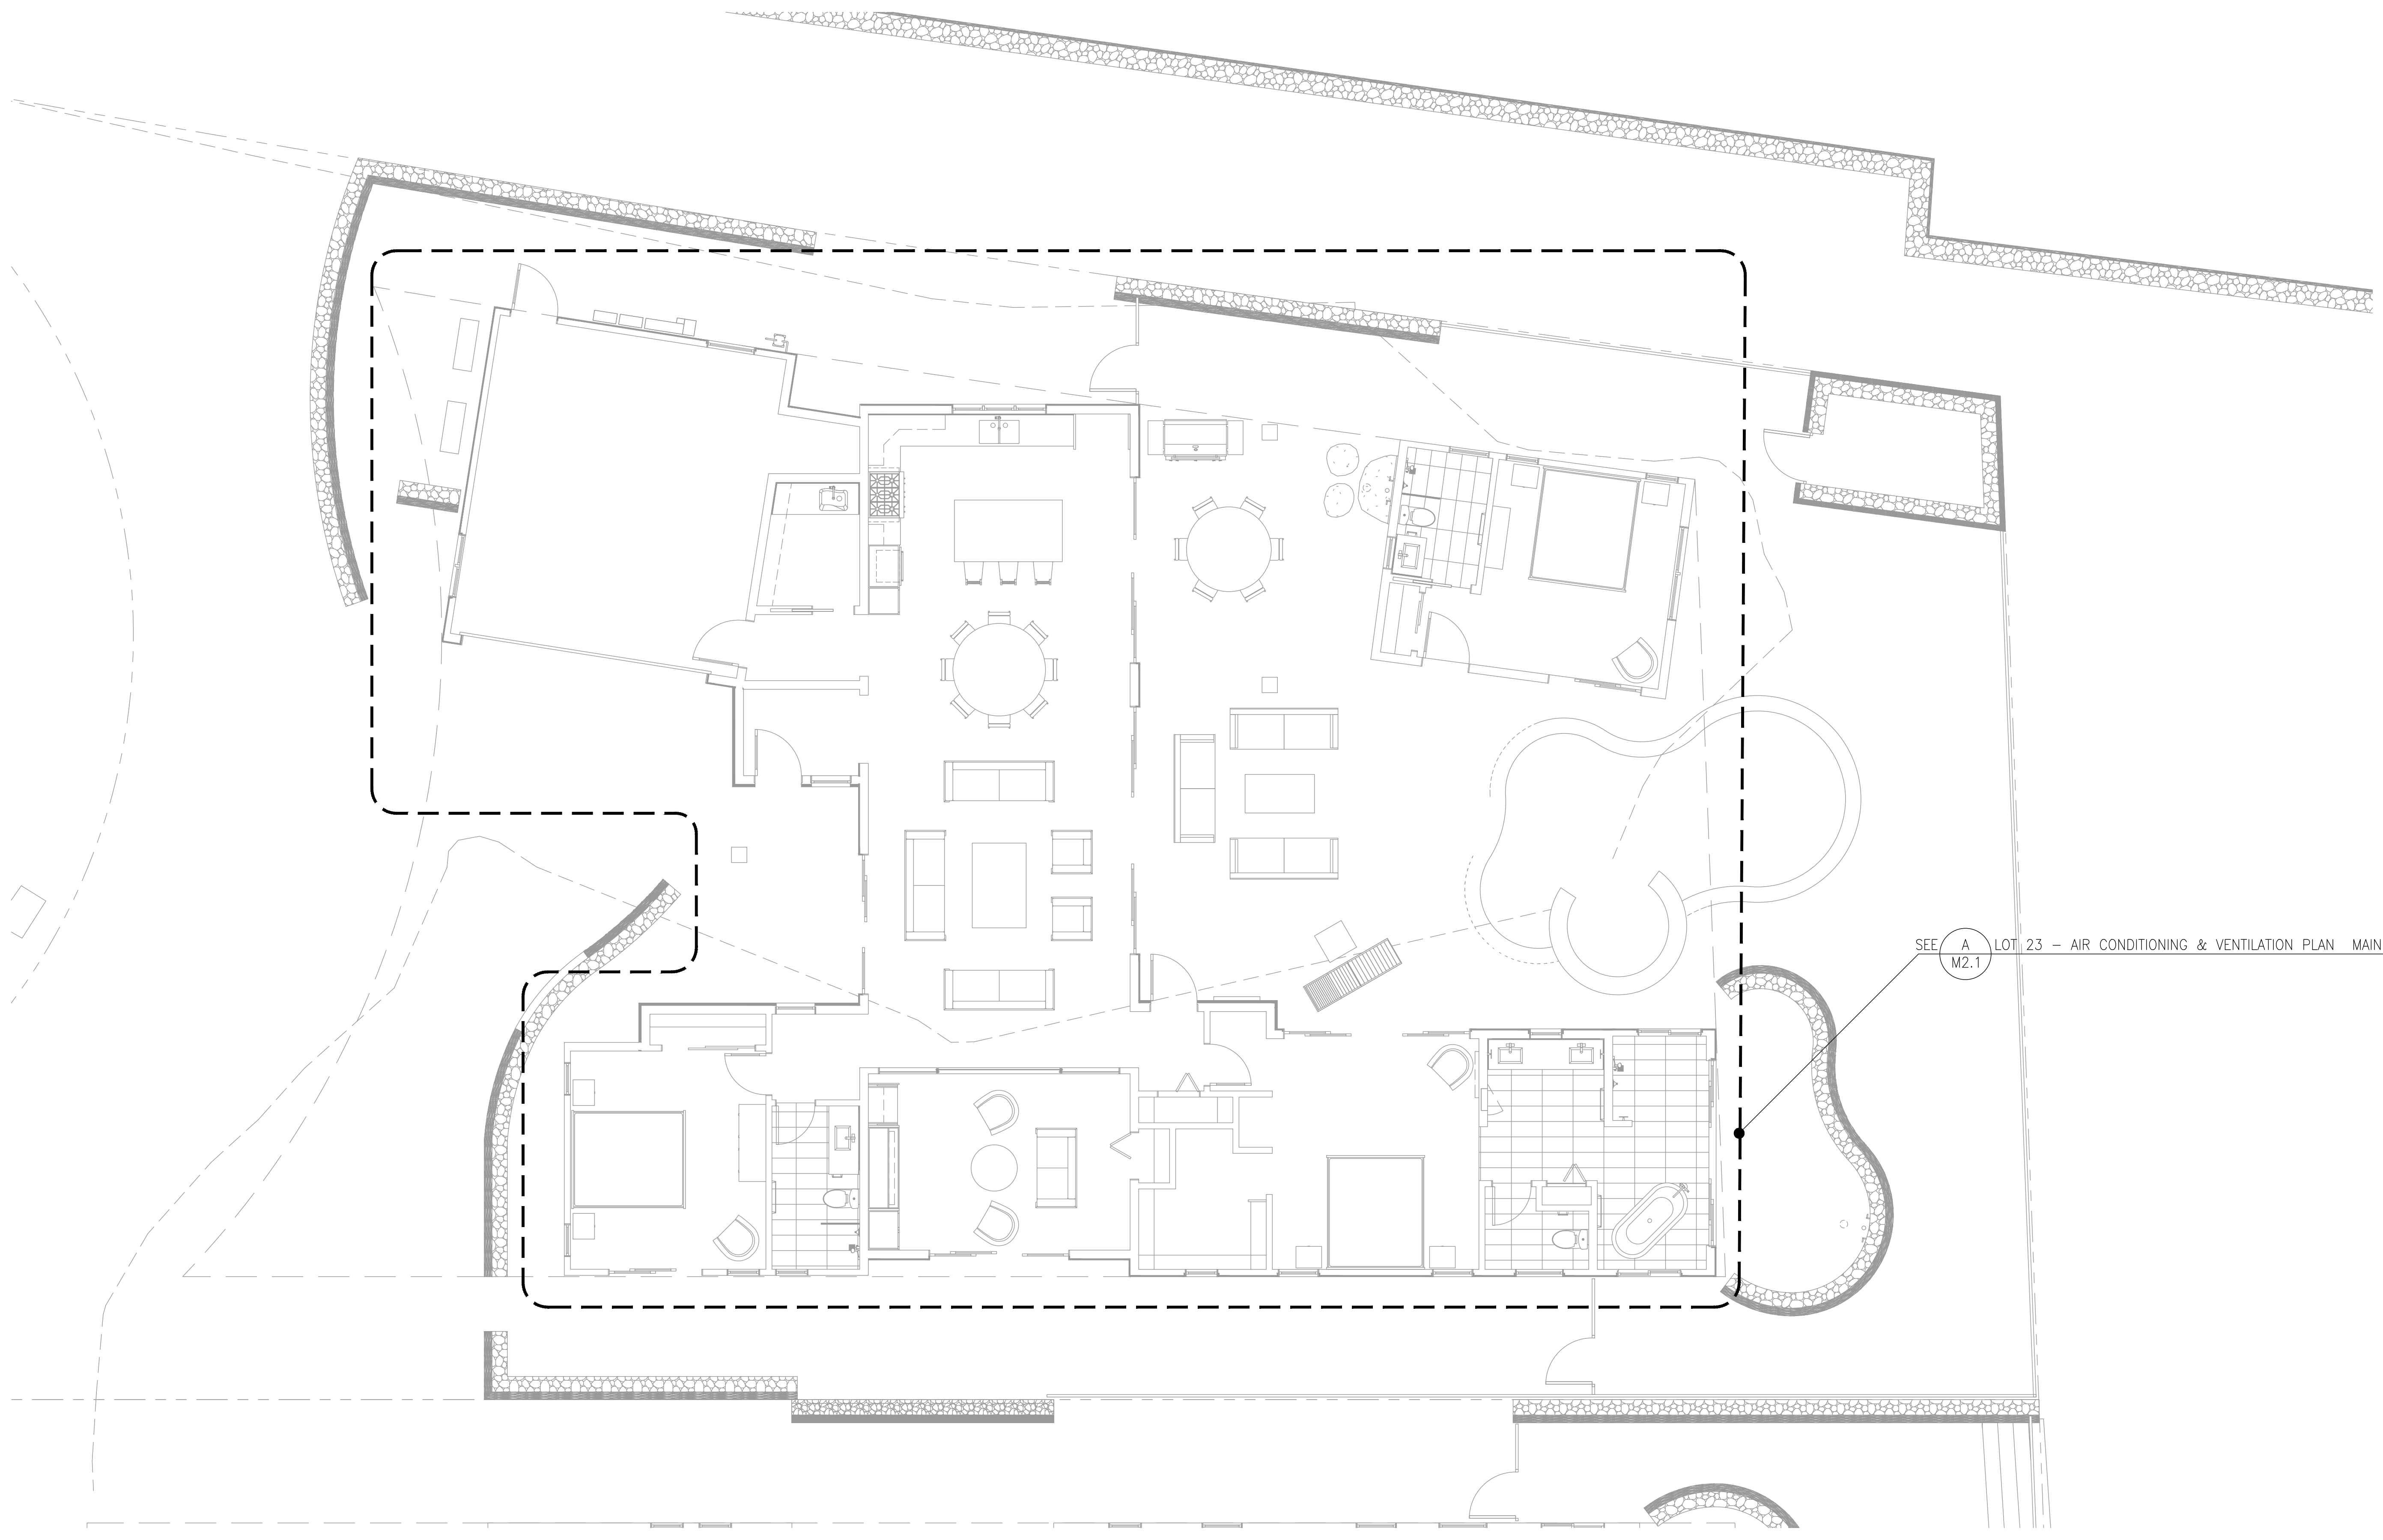 SEE A LOT 23 – AIR CONDITIONING & VENTILATION PLAN MAIN
M2.1